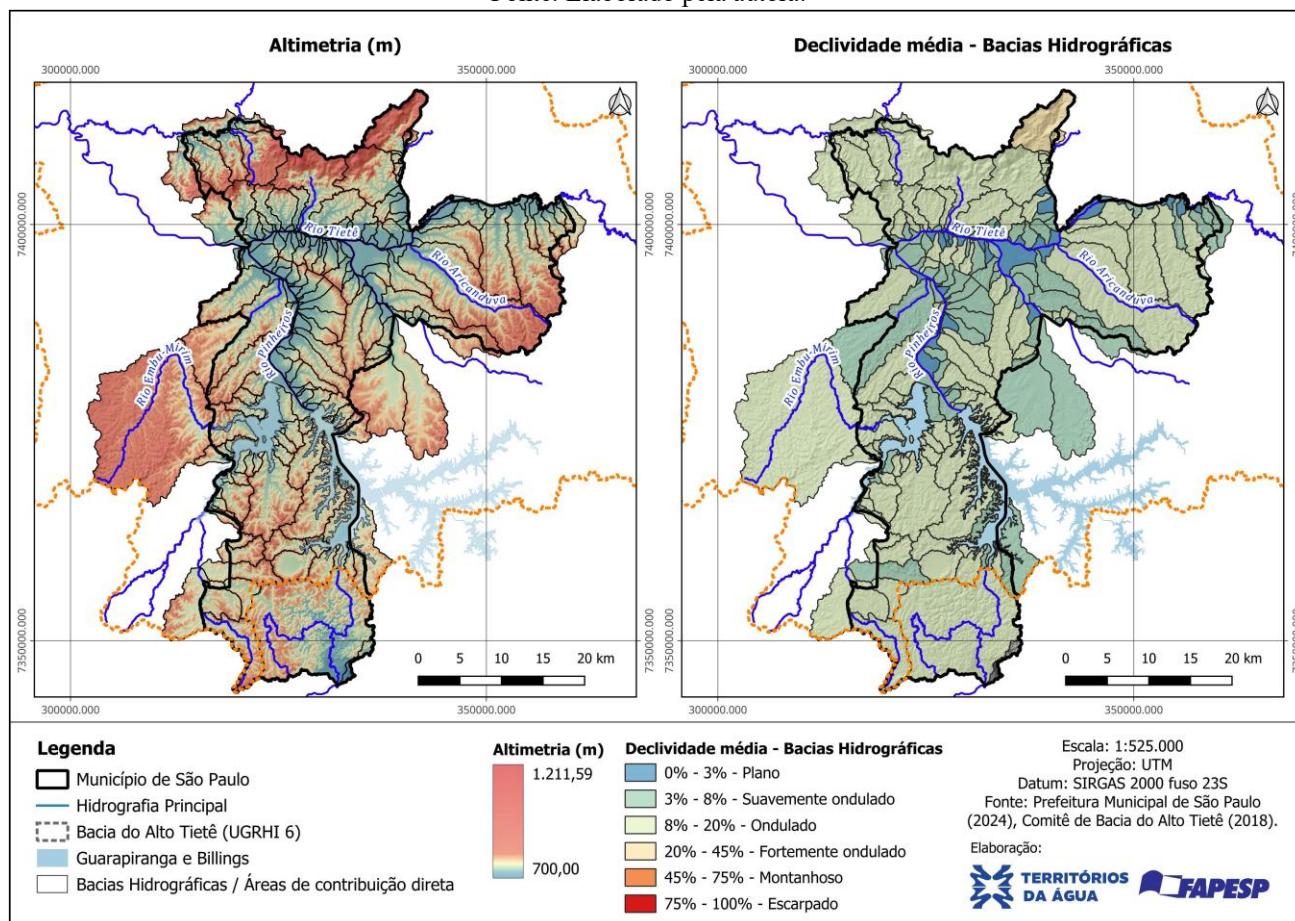 Fonte: Elaborado pela autora.
Altimetria (m)
Declividade média - Bacias Hidrográficas
300000.000
350000.000
300000.000
350000.000
7400000.000
7400000.000
7400000.000
7350000.000
7350000.000
7350000.000
Rio Tietê
Rio Aricanduva
Rio Pinheiros
Rio Embu-Mirim
Rio Tietê
Rio Aricanduva
Rio Pinheiros
Rio Embu-Mirim
0 5 10 15 20 km
0 5 10 15 20 km
300000.000
350000.000
300000.000
350000.000
Legenda
Município de São Paulo
Hidrografia Principal
Bacia do Alto Tietê (UGRHI 6)
Guarapiranga e Billings
Bacias Hidrográficas / Áreas de contribuição direta
Altimetria (m)
1.211,59
700,00
Declividade média - Bacias Hidrográficas
0% - 3% - Plano
3% - 8% - Suavemente ondulado
8% - 20% - Ondulado
20% - 45% - Fortemente ondulado
45% - 75% - Montanhoso
75% - 100% - Escarpado
Escala: 1:525.000
Projeção: UTM
Datum: SIRGAS 2000 fuso 23S
Fonte: Prefeitura Municipal de São Paulo
(2024), Comitê de Bacia do Alto Tietê (2018).
Elaboração:
TERRITÓRIOS
DA ÁGUA
FAPESP